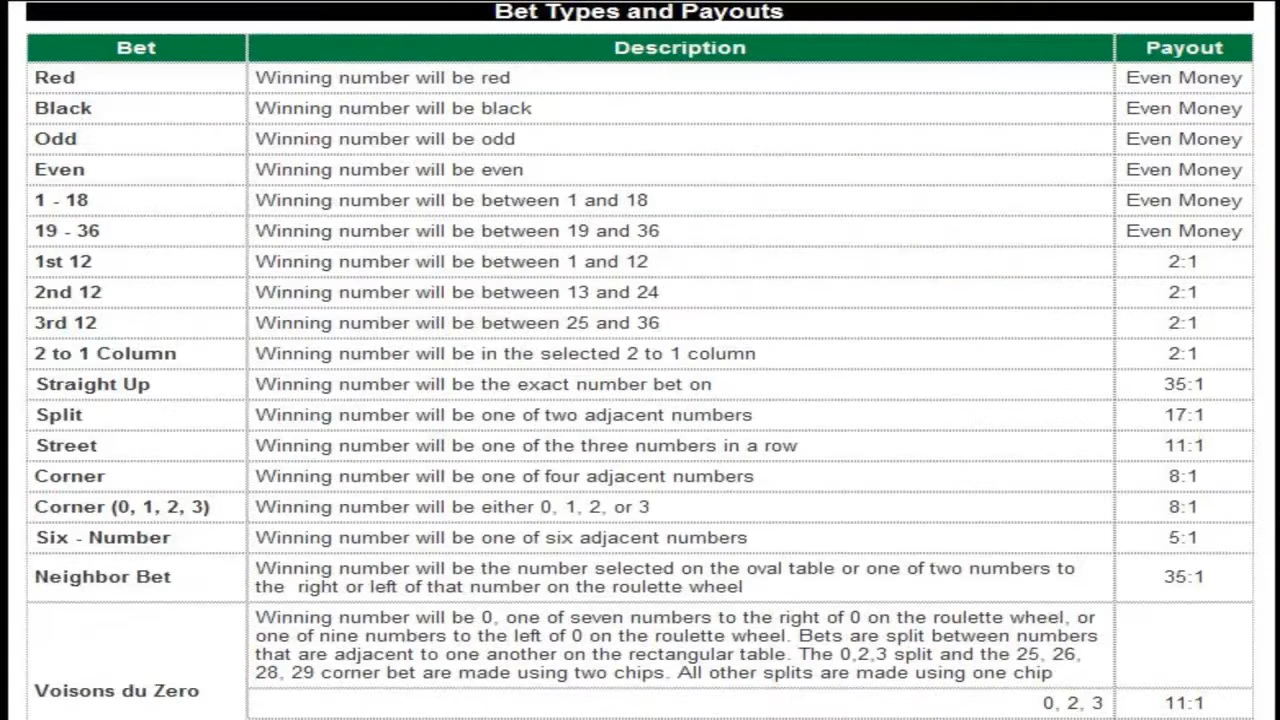 Bet Types and Payouts
Bet Description Payout
Red Winning number will be red Even Money
Black Winning number will be black Even Money
Odd Winning number will be odd Even Money
Even Winning number will be even Even Money
1 - 18 Winning number will be between 1 and 18 Even Money
19 - 36 Winning number will be between 19 and 36 Even Money
1st 12 Winning number will be between 1 and 12 2:1
2nd 12 Winning number will be between 13 and 24 2:1
3rd 12 Winning number will be between 25 and 36 2:1
2 to 1 Column Winning number will be in the selected 2 to 1 column 2:1
Straight Up Winning number will be the exact number bet on 35:1
Split Winning number will be one of two adjacent numbers 17:1
Street Winning number will be one of the three numbers in a row 11:1
Corner Winning number will be one of four adjacent numbers 8:1
Corner (0, 1, 2, 3) Winning number will be either 0, 1, 2, or 3 8:1
Six - Number Winning number will be one of six adjacent numbers 5:1
Neighbor Bet Winning number will be the number selected on the oval table or one of two numbers to
the right or left of that number on the roulette wheel 35:1
Winning number will be 0, one of seven numbers to the right of 0 on the roulette wheel, or
one of nine numbers to the left of 0 on the roulette wheel. Bets are split between numbers
that are adjacent to one another on the rectangular table. The 0,2,3 split and the 25, 26,
28, 29 corner bet are made using two chips. All other splits are made using one chip
Voisons du Zero
0, 2, 3 11:1